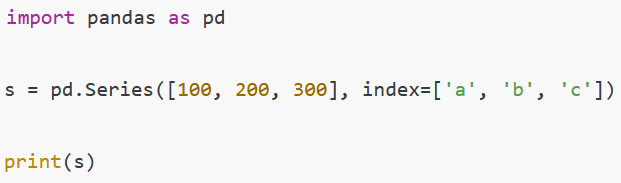 import pandas as pd
s = pd.Series([100, 200, 300], index=['a', 'b', 'c'])
print(s)